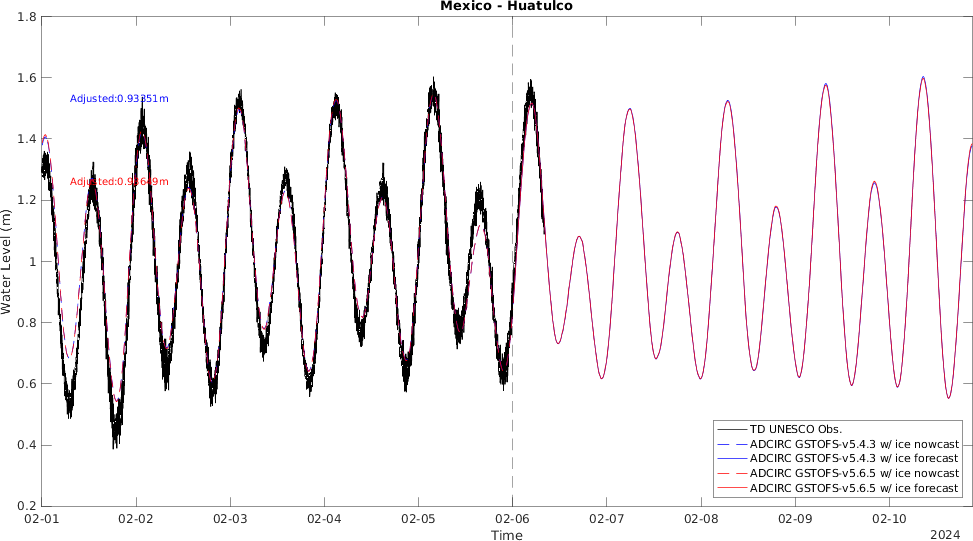 Mexico - Huatulco
1.8
1.6
1.4
1.2
1
0.8
0.6
0.4
0.2
Water Level (m)
Adjusted:0.93351m
Adjusted:0.93649m
TD UNESCO Obs.
ADCIRC GSTOFS-v5.4.3 w/ ice nowcast
ADCIRC GSTOFS-v5.4.3 w/ ice forecast
ADCIRC GSTOFS-v5.6.5 w/ ice nowcast
ADCIRC GSTOFS-v5.6.5 w/ ice forecast
02-01 02-02 02-03 02-04 02-05 02-06 02-07 02-08 02-09 02-10
Time
2024